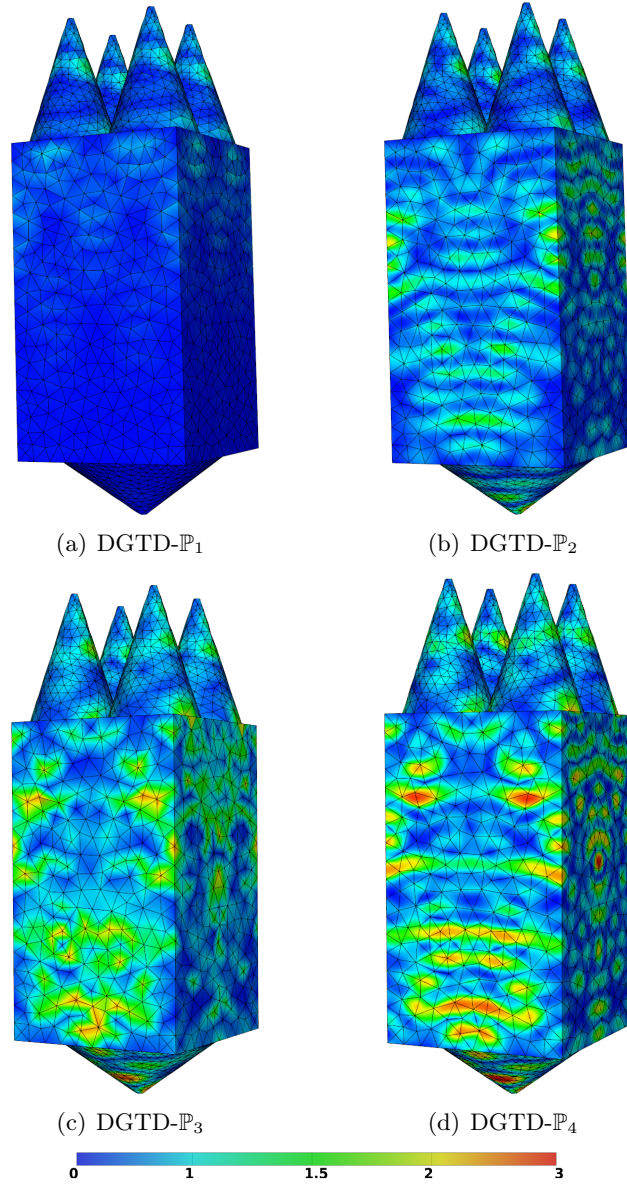 (a) DGTD-ℙ₁
(b) DGTD-ℙ₂
(c) DGTD-ℙ₃
(d) DGTD-ℙ₄
0 1 1.5 2 3